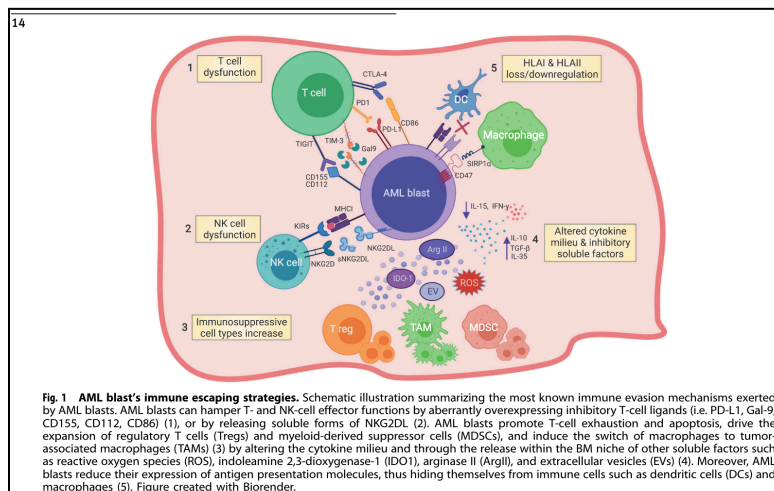 14
1
T cell
dysfunction
T cell
CTLA-4
PD1
CD86
PD-L1
TIM-3
Gal9
TIGIT
CD155
CD112
5
HLAI & HLAII
loss/downregulation
DC
Macrophage
SIRP1α
CD47
AML blast
2
NK cell
dysfunction
MHCI
KIRs
NK cell
NKG2D
sNKG2DL
NKG2DL
IL-15, IFN-γ
4
Altered cytokine
milieu & inhibitory
soluble factors
IL-10
TGF-β
IL-35
Arg II
IDO-1
EV
ROS
3
Immunosuppressive
cell types increase
T reg
TAM
MDSC
Fig. 1 AML blast's immune escaping strategies. Schematic illustration summarizing the most known immune evasion mechanisms exerted
by AML blasts. AML blasts can hamper T- and NK-cell effector functions by aberrantly overexpressing inhibitory T-cell ligands (i.e. PD-L1, Gal-9,
CD155, CD112, CD86) (1), or by releasing soluble forms of NKG2DL (2). AML blasts promote T-cell exhaustion and apoptosis, drive the
expansion of regulatory T cells (Tregs) and myeloid-derived suppressor cells (MDSCs), and induce the switch of macrophages to tumor-
associated macrophages (TAMs) (3) by altering the cytokine milieu and through the release within the BM niche of other soluble factors such
as reactive oxygen species (ROS), indoleamine 2,3-dioxygenase-1 (IDO1), arginase II (ArgII), and extracellular vesicles (EVs) (4). Moreover, AML
blasts reduce their expression of antigen presentation molecules, thus hiding themselves from immune cells such as dendritic cells (DCs) and
macrophages (5). Figure created with Biorender.